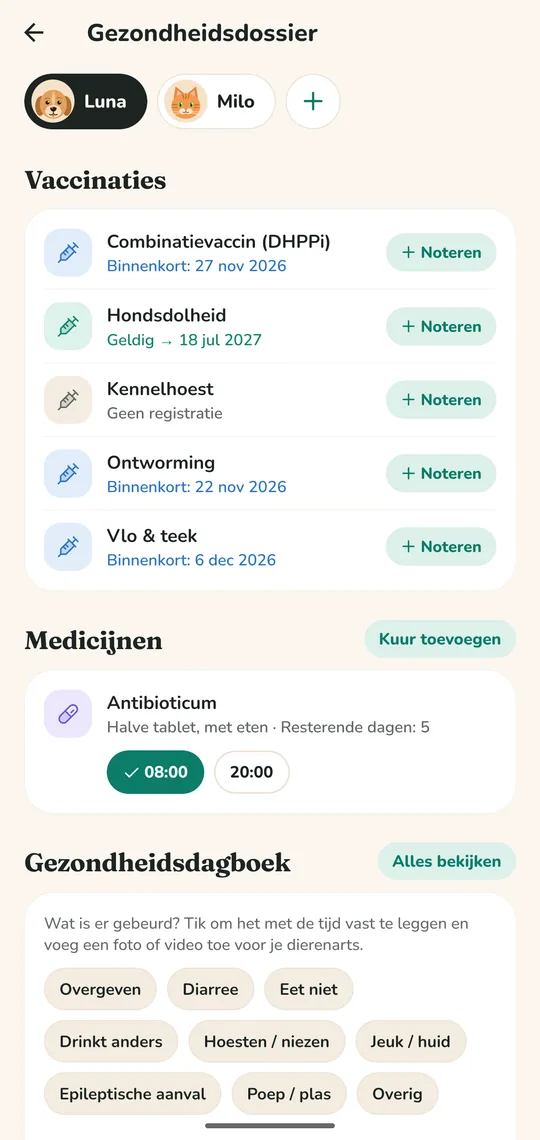 Gezondheidsdossier
Luna
Milo
+
Vaccinaties
Combinatievaccin (DHPPi)
Binnenkort: 27 nov 2026
+ Noteren
Hondsdolheid
Geldig → 18 jul 2027
+ Noteren
Kennelhoest
Geen registratie
+ Noteren
Ontworming
Binnenkort: 22 nov 2026
+ Noteren
Vlo & teek
Binnenkort: 6 dec 2026
+ Noteren
Medicijnen
Kuur toevoegen
Antibioticum
Halve tablet, met eten · Resterende dagen: 5
✓ 08:00
20:00
Gezondheidsdagboek
Alles bekijken
Wat is er gebeurd? Tik om het met de tijd vast te leggen en
voeg een foto of video toe voor je dierenarts.
Overgeven
Diarree
Eet niet
Drinkt anders
Hoesten / niezen
Jeuk / huid
Epileptische aanval
Poep / plas
Overig